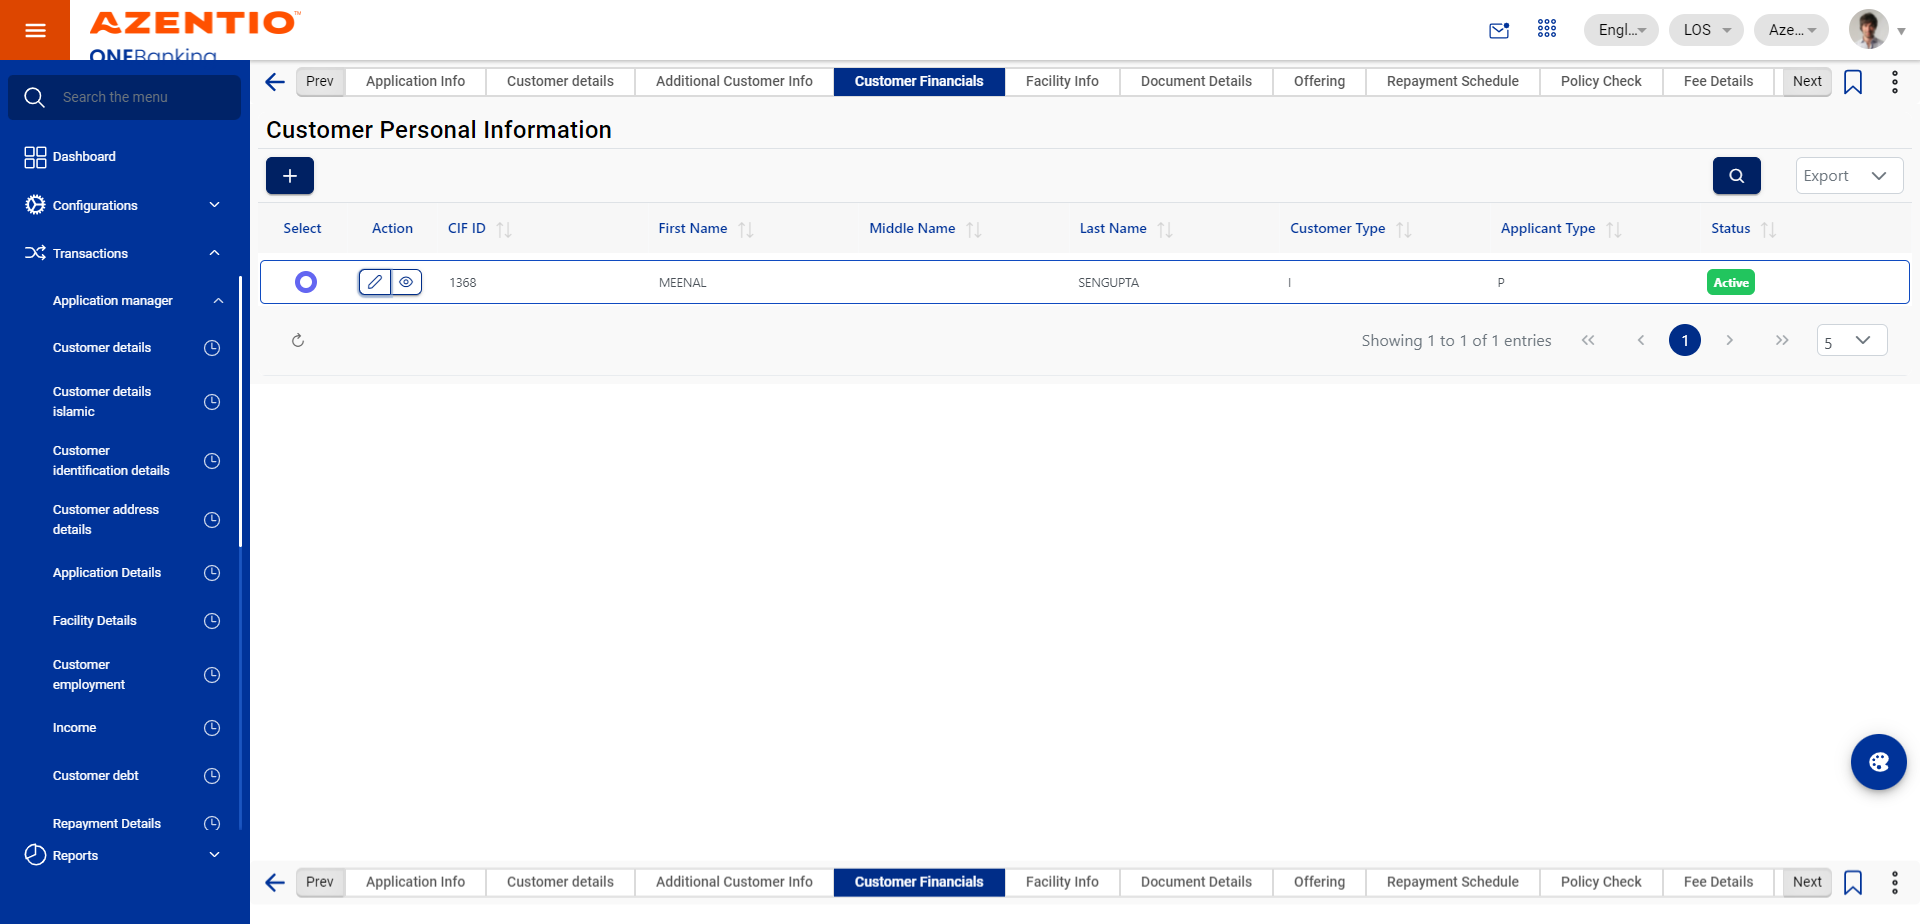 AZENTIO™
ONEBanking
Engl...
LOS
Aze...
Search the menu
Dashboard
Configurations
Transactions
Application manager
Customer details
Customer details
islamic
Customer
identification details
Customer address
details
Application Details
Facility Details
Customer
employment
Income
Customer debt
Repayment Details
Reports
Prev Application Info Customer details Additional Customer Info Customer Financials Facility Info Document Details Offering Repayment Schedule Policy Check Fee Details Next
Customer Personal Information
+
Export
Select Action CIF ID First Name Middle Name Last Name Customer Type Applicant Type Status
1368 MEENAL SENGUPTA I P Active
Showing 1 to 1 of 1 entries
1
5
Prev Application Info Customer details Additional Customer Info Customer Financials Facility Info Document Details Offering Repayment Schedule Policy Check Fee Details Next